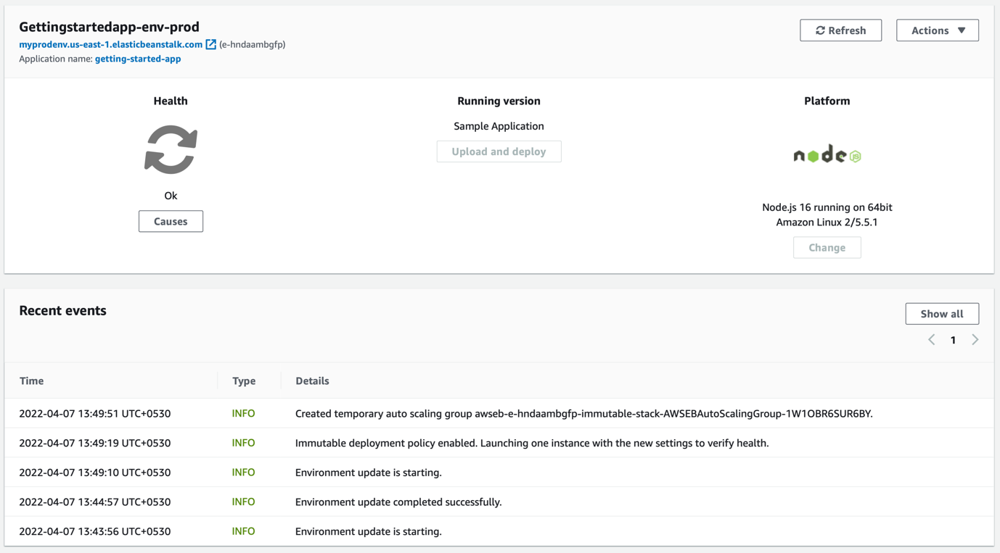 Gettingstartedapp-env-prod
Refresh
Actions
myprodenv.us-east-1.elasticbeanstalk.com (e-hndaambgfp)
Application name: getting-started-app
Health
Running version
Platform
Sample Application
Upload and deploy
node JS
Ok
Node.js 16 running on 64bit
Amazon Linux 2/5.5.1
Causes
Change
Recent events
Show all
1
Time Type Details
2022-04-07 13:49:51 UTC+0530 INFO Created temporary auto scaling group awseb-e-hndaambgfp-immutable-stack-AWSEBAutoScalingGroup-1W1OBR6SUR6BY.
2022-04-07 13:49:19 UTC+0530 INFO Immutable deployment policy enabled. Launching one instance with the new settings to verify health.
2022-04-07 13:49:10 UTC+0530 INFO Environment update is starting.
2022-04-07 13:44:57 UTC+0530 INFO Environment update completed successfully.
2022-04-07 13:43:56 UTC+0530 INFO Environment update is starting.